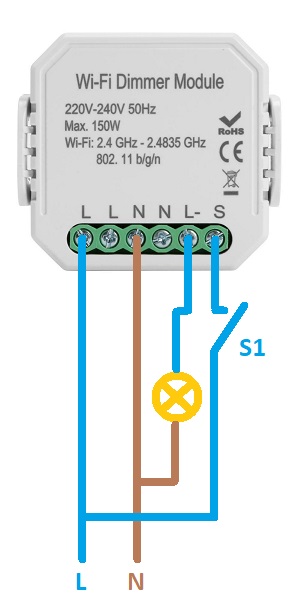 Wi-Fi Dimmer Module
220V-240V 50Hz
Max. 150W
Wi-Fi: 2.4 GHz - 2.4835 GHz
802. 11 b/g/n
RoHS
CE
L L N N L- S
S1
L N